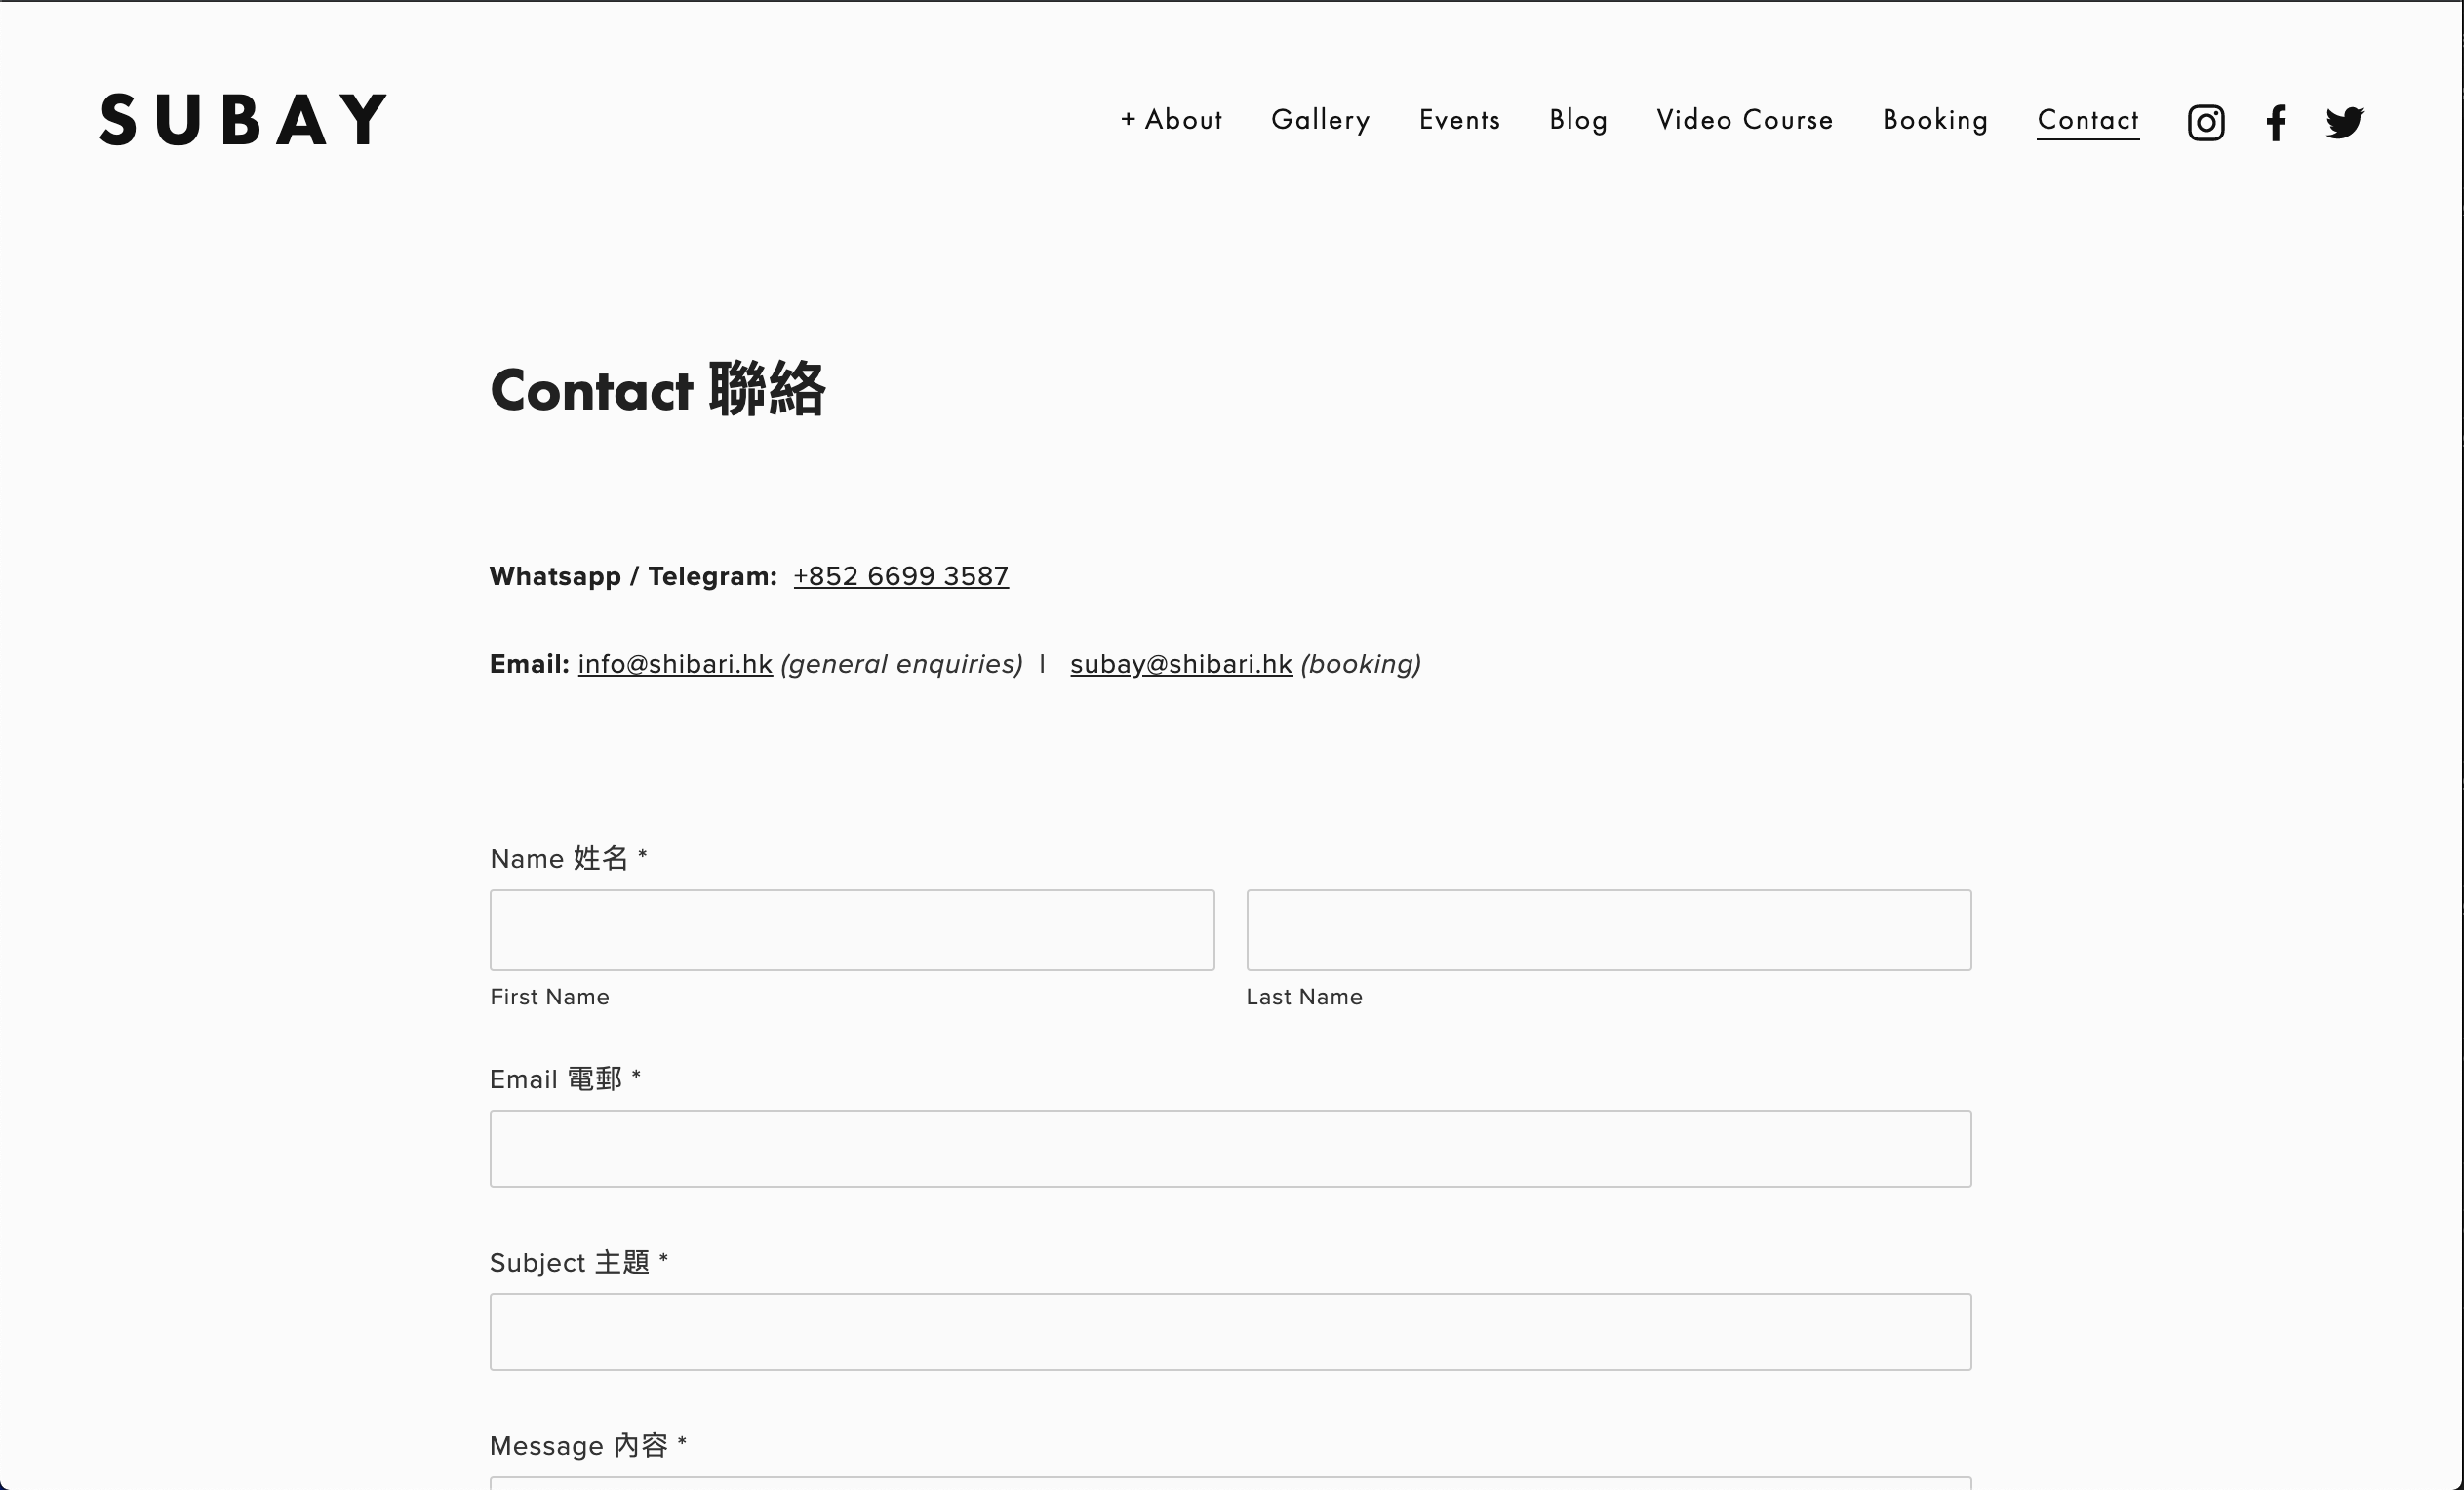 SUBAY
+ About Gallery Events Blog Video Course Booking Contact
Contact 聯絡
Whatsapp / Telegram: +852 6699 3587
Email: info@shibari.hk (general enquiries) | subay@shibari.hk (booking)
Name 姓名 *
First Name Last Name
Email 電郵 *
Subject 主題 *
Message 內容 *